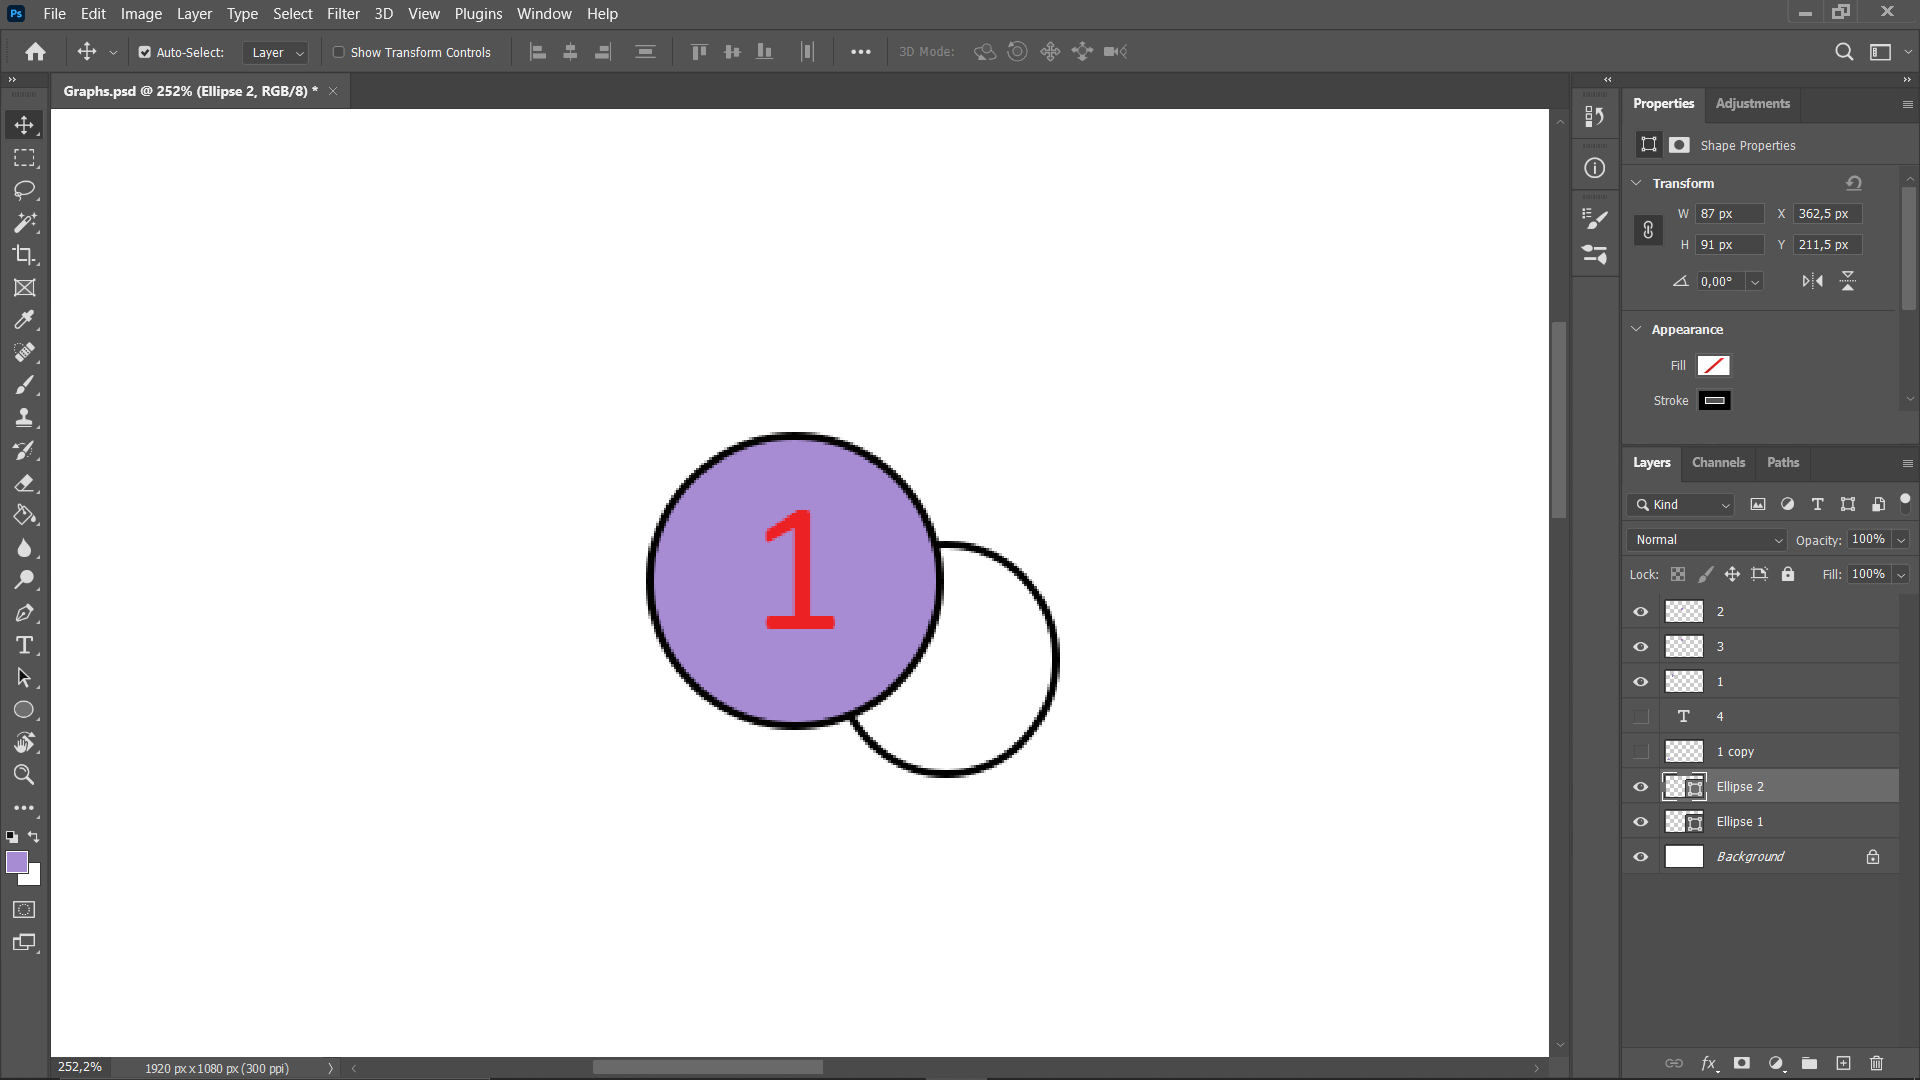 Ps File Edit Image Layer Type Select Filter 3D View Plugins Window Help
Auto-Select: Layer Show Transform Controls 3D Mode:
Graphs.psd @ 252% (Ellipse 2, RGB/8) *
Properties Adjustments
Shape Properties
Transform
W 87 px X 362,5 px
H 91 px Y 211,5 px
0,00°
Appearance
Fill
Stroke
1
Layers Channels Paths
Kind
Normal Opacity: 100%
Lock: Fill: 100%
2
3
1
T 4
1 copy
Ellipse 2
Ellipse 1
Background
fx
252,2% 1920 px x 1080 px (300 ppi)